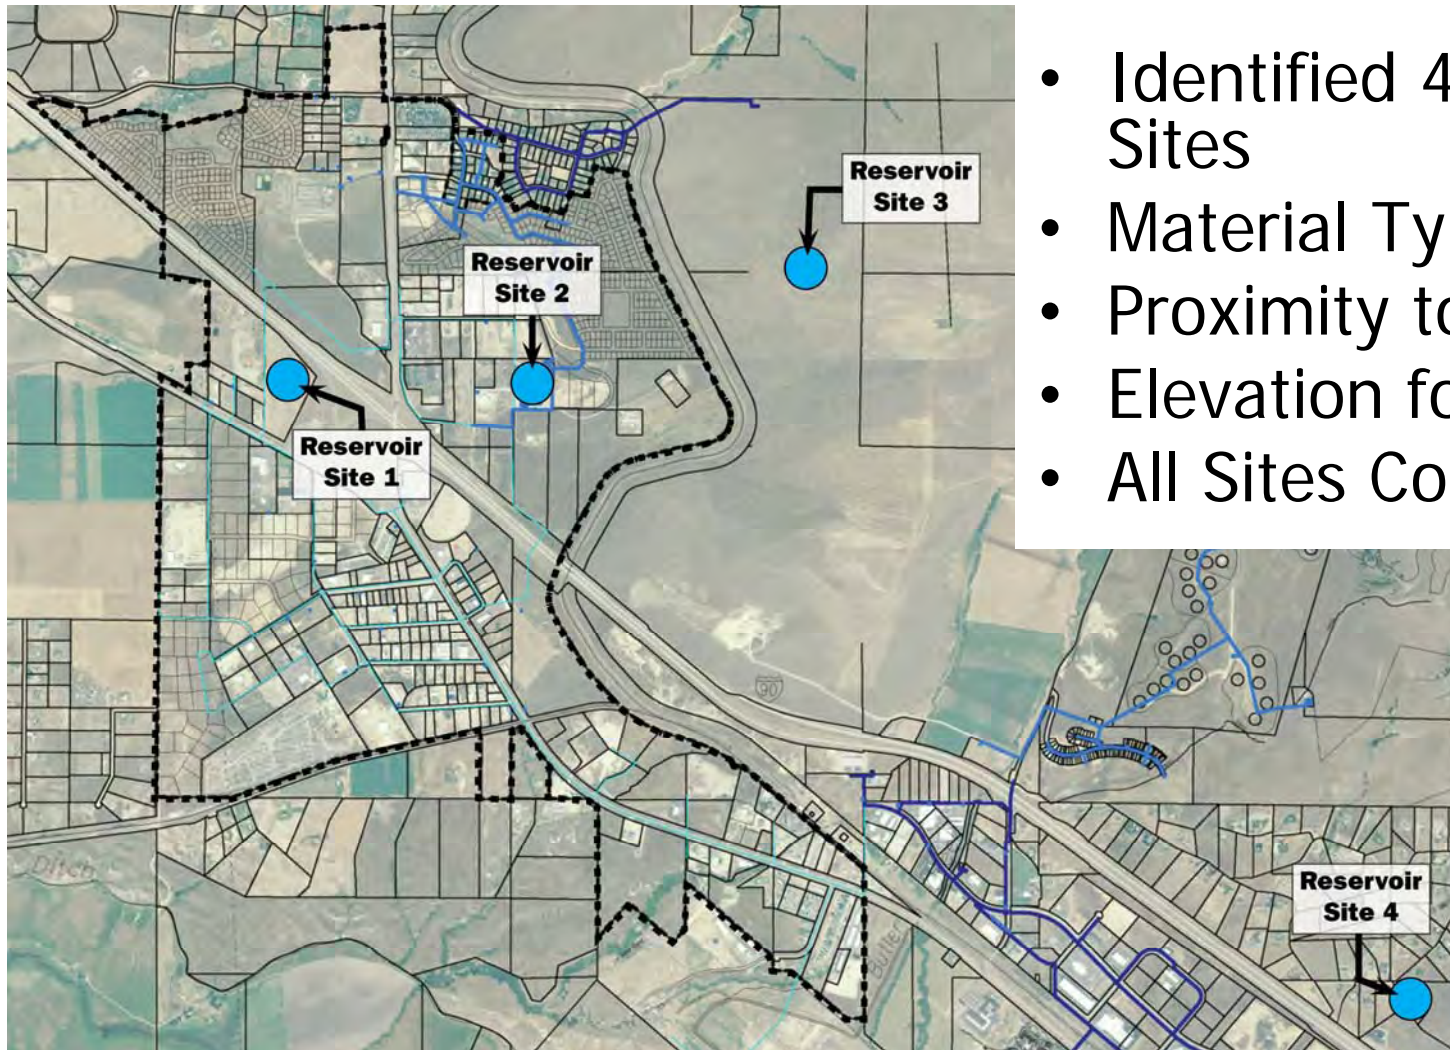 • Identified 4
Sites
• Material Ty
• Proximity to
• Elevation fo
• All Sites Co
Reservoir
Site 3
Reservoir
Site 2
Reservoir
Site 1
90
Ditch
Butler
Reservoir
Site 4